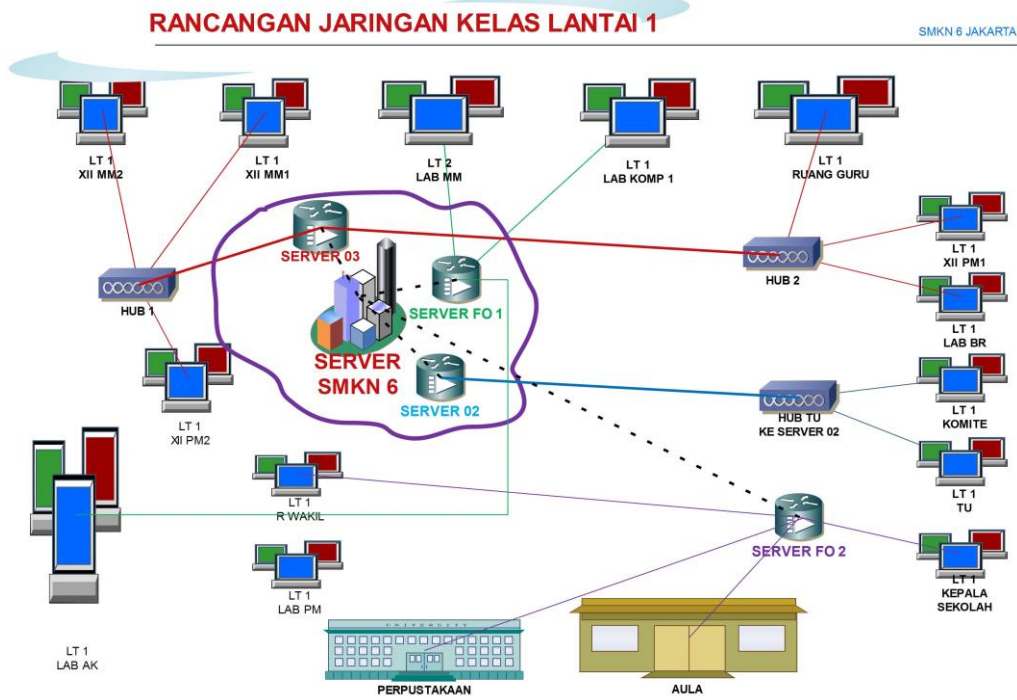 RANCANGAN JARINGAN KELAS LANTAI 1
SMKN 6 JAKARTA
LT 1
XII MM2
LT 1
XII MM1
LT 2
LAB MM
LT 1
LAB KOMP 1
LT 1
RUANG GURU
SERVER 03
HUB 1
SERVER FO 1
HUB 2
LT 1
XII PM1
LT 1
LAB BR
SERVER
SMKN 6
SERVER 02
HUB TU
KE SERVER 02
LT 1
KOMITE
LT 1
XI PM2
LT 1
TU
LT 1
R WAKIL
SERVER FO 2
LT 1
LAB PM
LT 1
KEPALA
SEKOLAH
LT 1
LAB AK
UNIVERSITY
PERPUSTAKAAN
AULA